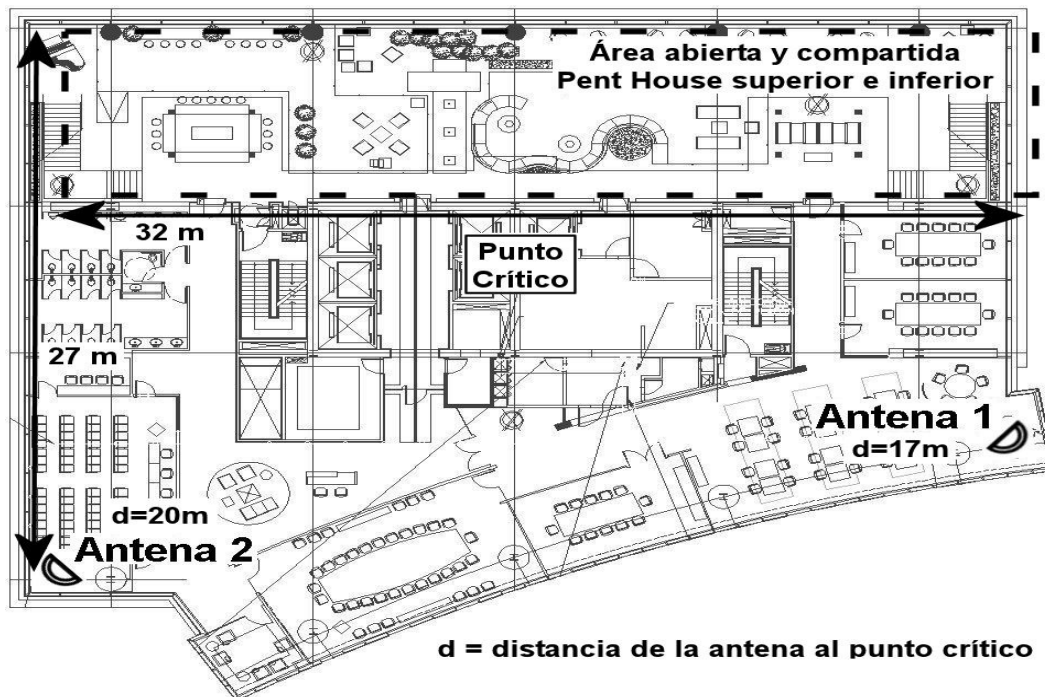 Área abierta y compartida
Pent House superior e inferior
32 m
Punto
Crítico
27 m
Antena 1
d=17m
d=20m
Antena 2
d = distancia de la antena al punto crítico